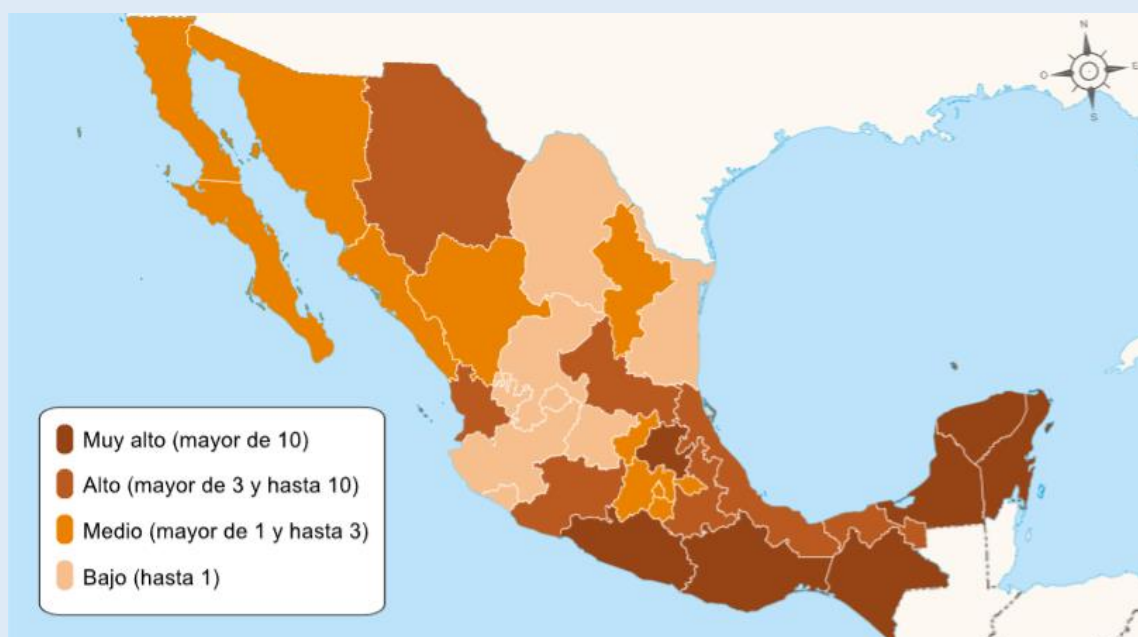 N
O
E
S
Muy alto (mayor de 10)
Alto (mayor de 3 y hasta 10)
Medio (mayor de 1 y hasta 3)
Bajo (hasta 1)